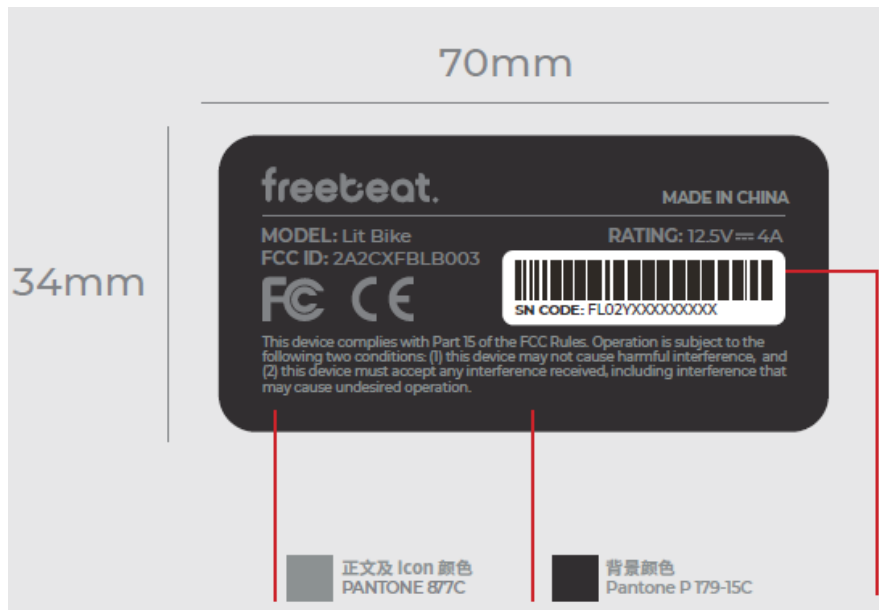 70mm
34mm
freebeat.
MADE IN CHINA
MODEL: Lit Bike
RATING: 12.5V⎓4A
FCC ID: 2A2CXFBLB003
FC CE
SN CODE: FL02YXXXXXXXXX
This device complies with Part 15 of the FCC Rules. Operation is subject to the
following two conditions: (1) this device may not cause harmful interference, and
(2) this device must accept any interference received, including interference that
may cause undesired operation.
正文及 Icon 颜色
PANTONE 877C
背景颜色
Pantone P 179-15C